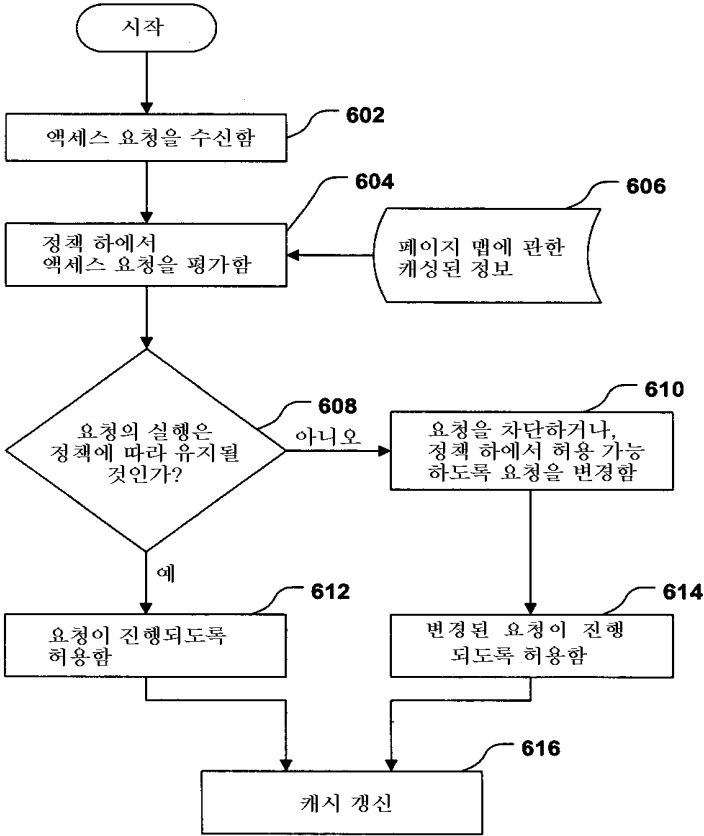 시작
602
액세스 요청을 수신함
604
606
정책 하에서
액세스 요청을 평가함
페이지 맵에 관한
캐싱된 정보
608
610
요청의 실행은
정책에 따라 유지될
것인가?
아니오
요청을 차단하거나,
정책 하에서 허용 가능
하도록 요청을 변경함
예
612
614
요청이 진행되도록
허용함
변경된 요청이 진행
되도록 허용함
616
캐시 갱신